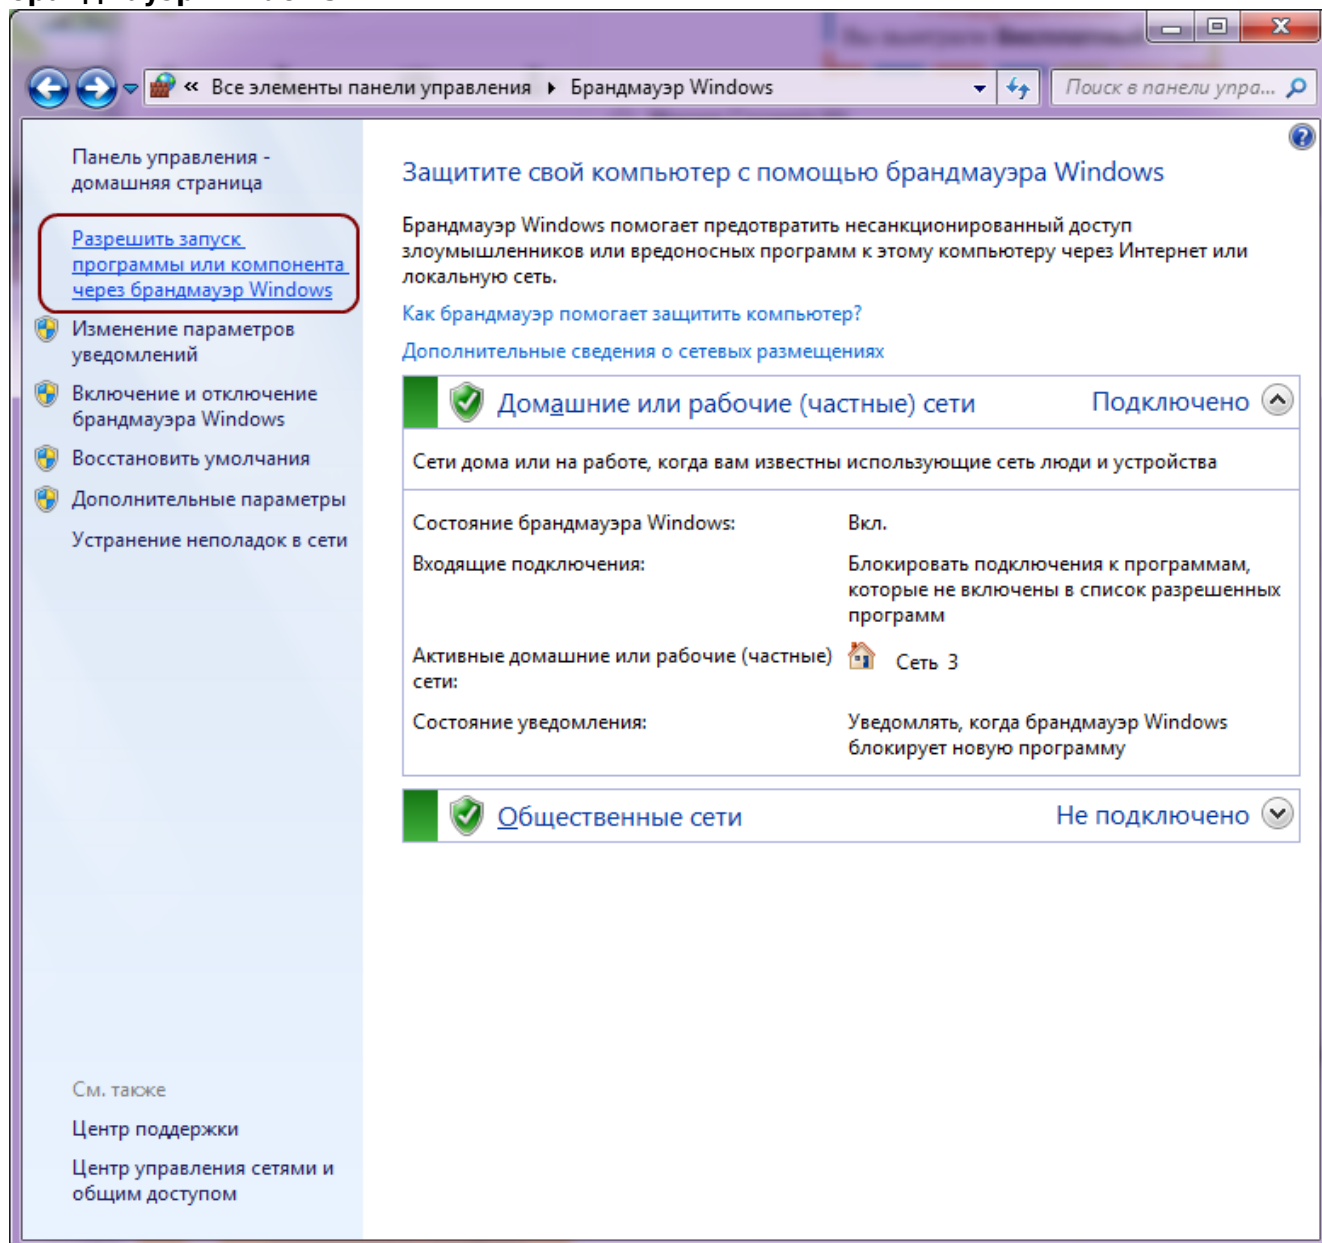 « Все элементы панели управления ▸ Брандмауэр Windows
Поиск в панели упра...
Панель управления -
домашняя страница
Разрешить запуск
программы или компонента
через брандмауэр Windows
Изменение параметров
уведомлений
Включение и отключение
брандмауэра Windows
Восстановить умолчания
Дополнительные параметры
Устранение неполадок в сети
См. также
Центр поддержки
Центр управления сетями и
общим доступом
Защитите свой компьютер с помощью брандмауэра Windows
Брандмауэр Windows помогает предотвратить несанкционированный доступ
злоумышленников или вредоносных программ к этому компьютеру через Интернет или
локальную сеть.
Как брандмауэр помогает защитить компьютер?
Дополнительные сведения о сетевых размещениях
Домашние или рабочие (частные) сети Подключено
Сети дома или на работе, когда вам известны использующие сеть люди и устройства
Состояние брандмауэра Windows: Вкл.
Входящие подключения: Блокировать подключения к программам,
которые не включены в список разрешенных
программ
Активные домашние или рабочие (частные) Сеть 3
сети:
Состояние уведомления: Уведомлять, когда брандмауэр Windows
блокирует новую программу
Общественные сети Не подключено